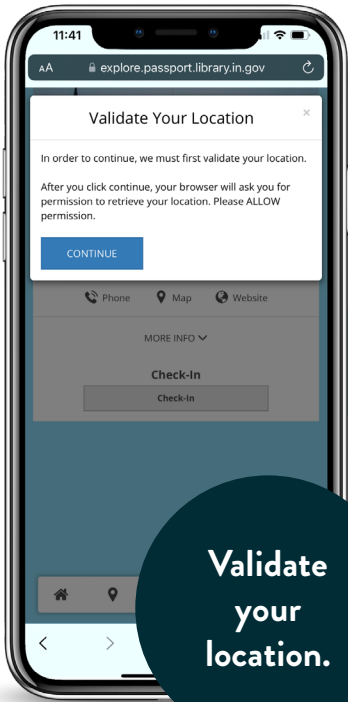 11:41
AA explore.passport.library.in.gov
Validate Your Location ×
In order to continue, we must first validate your location.
After you click continue, your browser will ask you for
permission to retrieve your location. Please ALLOW
permission.
CONTINUE
Phone Map Website
MORE INFO
Check-In
Check-In
Validate
your
location.